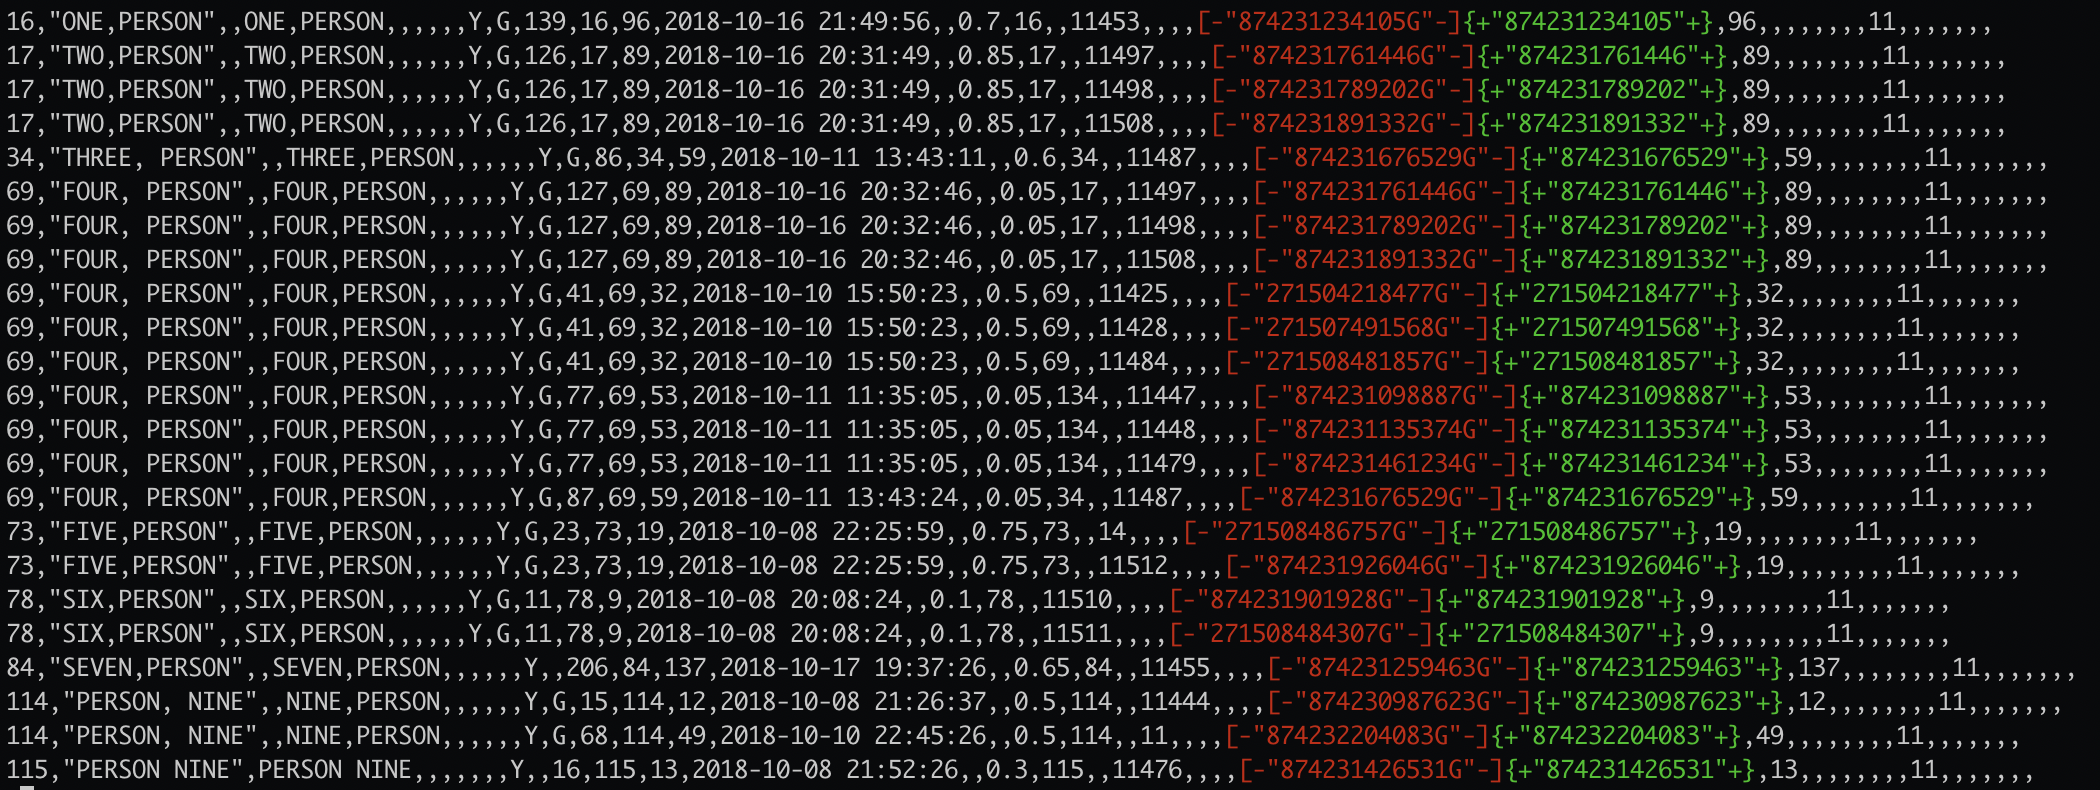 16,"ONE,PERSON",,ONE,PERSON,,,,,,Y,G,139,16,96,2018-10-16 21:49:56,,0.7,16,,11453,,,,[-"874231234105G"-]{+"874231234105"+},96,,,,,,,,11,,,,,,,
17,"TWO,PERSON",,TWO,PERSON,,,,,,Y,G,126,17,89,2018-10-16 20:31:49,,0.85,17,,11497,,,,[-"874231761446G"-]{+"874231761446"+},89,,,,,,,,11,,,,,,,
17,"TWO,PERSON",,TWO,PERSON,,,,,,Y,G,126,17,89,2018-10-16 20:31:49,,0.85,17,,11498,,,,[-"874231789202G"-]{+"874231789202"+},89,,,,,,,,11,,,,,,,
17,"TWO,PERSON",,TWO,PERSON,,,,,,Y,G,126,17,89,2018-10-16 20:31:49,,0.85,17,,11508,,,,[-"874231891332G"-]{+"874231891332"+},89,,,,,,,,11,,,,,,,
34,"THREE, PERSON",,THREE,PERSON,,,,,,Y,G,86,34,59,2018-10-11 13:43:11,,0.6,34,,11487,,,,[-"874231676529G"-]{+"874231676529"+},59,,,,,,,,11,,,,,,,
69,"FOUR, PERSON",,FOUR,PERSON,,,,,,Y,G,127,69,89,2018-10-16 20:32:46,,0.05,17,,11497,,,,[-"874231761446G"-]{+"874231761446"+},89,,,,,,,,11,,,,,,,
69,"FOUR, PERSON",,FOUR,PERSON,,,,,,Y,G,127,69,89,2018-10-16 20:32:46,,0.05,17,,11498,,,,[-"874231789202G"-]{+"874231789202"+},89,,,,,,,,11,,,,,,,
69,"FOUR, PERSON",,FOUR,PERSON,,,,,,Y,G,127,69,89,2018-10-16 20:32:46,,0.05,17,,11508,,,,[-"874231891332G"-]{+"874231891332"+},89,,,,,,,,11,,,,,,,
69,"FOUR, PERSON",,FOUR,PERSON,,,,,,Y,G,41,69,32,2018-10-10 15:50:23,,0.5,69,,11425,,,,[-"271504218477G"-]{+"271504218477"+},32,,,,,,,,11,,,,,,,
69,"FOUR, PERSON",,FOUR,PERSON,,,,,,Y,G,41,69,32,2018-10-10 15:50:23,,0.5,69,,11428,,,,[-"271507491568G"-]{+"271507491568"+},32,,,,,,,,11,,,,,,,
69,"FOUR, PERSON",,FOUR,PERSON,,,,,,Y,G,41,69,32,2018-10-10 15:50:23,,0.5,69,,11484,,,,[-"271508481857G"-]{+"271508481857"+},32,,,,,,,,11,,,,,,,
69,"FOUR, PERSON",,FOUR,PERSON,,,,,,Y,G,77,69,53,2018-10-11 11:35:05,,0.05,134,,11447,,,,[-"874231098887G"-]{+"874231098887"+},53,,,,,,,,11,,,,,,,
69,"FOUR, PERSON",,FOUR,PERSON,,,,,,Y,G,77,69,53,2018-10-11 11:35:05,,0.05,134,,11448,,,,[-"874231135374G"-]{+"874231135374"+},53,,,,,,,,11,,,,,,,
69,"FOUR, PERSON",,FOUR,PERSON,,,,,,Y,G,77,69,53,2018-10-11 11:35:05,,0.05,134,,11479,,,,[-"874231461234G"-]{+"874231461234"+},53,,,,,,,,11,,,,,,,
69,"FOUR, PERSON",,FOUR,PERSON,,,,,,Y,G,87,69,59,2018-10-11 13:43:24,,0.05,34,,11487,,,,[-"874231676529G"-]{+"874231676529"+},59,,,,,,,,11,,,,,,,
73,"FIVE,PERSON",,FIVE,PERSON,,,,,,Y,G,23,73,19,2018-10-08 22:25:59,,0.75,73,,14,,,,[-"271508486757G"-]{+"271508486757"+},19,,,,,,,,11,,,,,,,
73,"FIVE,PERSON",,FIVE,PERSON,,,,,,Y,G,23,73,19,2018-10-08 22:25:59,,0.75,73,,11512,,,,[-"874231926046G"-]{+"874231926046"+},19,,,,,,,,11,,,,,,,
78,"SIX,PERSON",,SIX,PERSON,,,,,,Y,G,11,78,9,2018-10-08 20:08:24,,0.1,78,,11510,,,,[-"874231901928G"-]{+"874231901928"+},9,,,,,,,,11,,,,,,,
78,"SIX,PERSON",,SIX,PERSON,,,,,,Y,G,11,78,9,2018-10-08 20:08:24,,0.1,78,,11511,,,,[-"271508484307G"-]{+"271508484307"+},9,,,,,,,,11,,,,,,,
84,"SEVEN,PERSON",,SEVEN,PERSON,,,,,,Y,,206,84,137,2018-10-17 19:37:26,,0.65,84,,11455,,,,[-"874231259463G"-]{+"874231259463"+},137,,,,,,,,11,,,,,,,
114,"PERSON, NINE",,NINE,PERSON,,,,,,Y,G,15,114,12,2018-10-08 21:26:37,,0.5,114,,11444,,,,[-"874230987623G"-]{+"874230987623"+},12,,,,,,,,11,,,,,,,
114,"PERSON, NINE",,NINE,PERSON,,,,,,Y,G,68,114,49,2018-10-10 22:45:26,,0.5,114,,11,,,,[-"874232204083G"-]{+"874232204083"+},49,,,,,,,,11,,,,,,,
115,"PERSON NINE",PERSON NINE,,,,,,,Y,,16,115,13,2018-10-08 21:52:26,,0.3,115,,11476,,,,[-"874231426531G"-]{+"874231426531"+},13,,,,,,,,11,,,,,,,